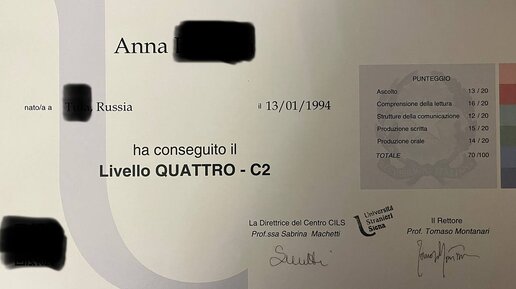 Anna
nato/a a
, Russia
il 13/01/1994
ha conseguito il
Livello QUATTRO - C2
PUNTEGGIO
Ascolto 13 / 20
Comprensione della lettura 16 / 20
Strutture della comunicazione 12 / 20
Produzione scritta 15 / 20
Produzione orale 14 / 20
TOTALE 70 /100
La Direttrice del Centro CILS
Prof.ssa Sabrina Machetti
Università
Stranieri
Siena
Il Rettore
Prof. Tomaso Montanari